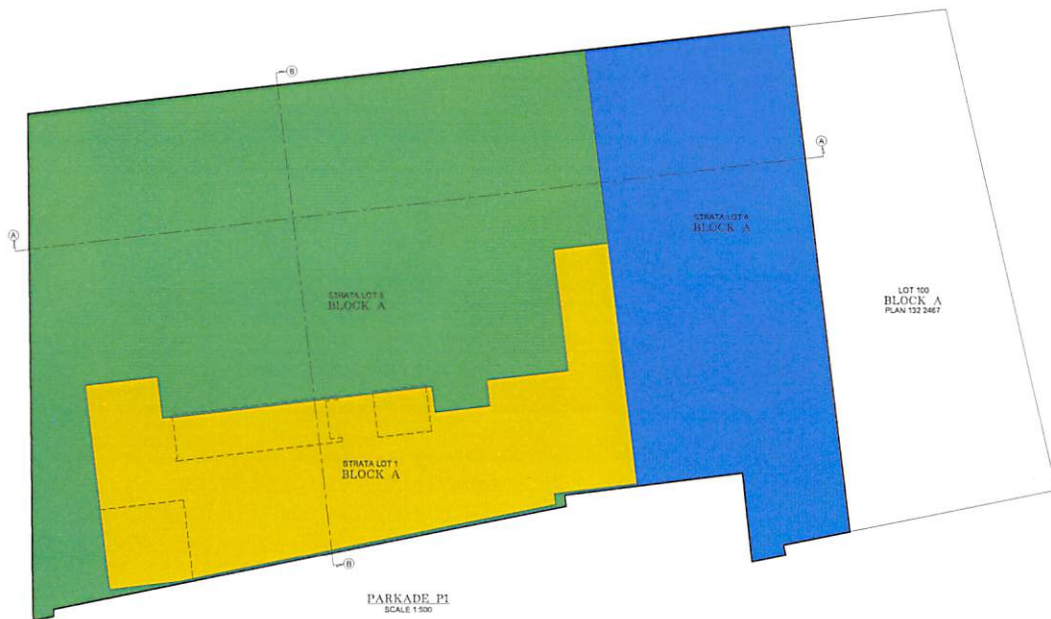 B
A
A
STRATA LOT 6
BLOCK A
LOT 100
BLOCK A
PLAN 132 2467
STRATA LOT 5
BLOCK A
STRATA LOT 1
BLOCK A
B
PARKADE P1
SCALE 1:500